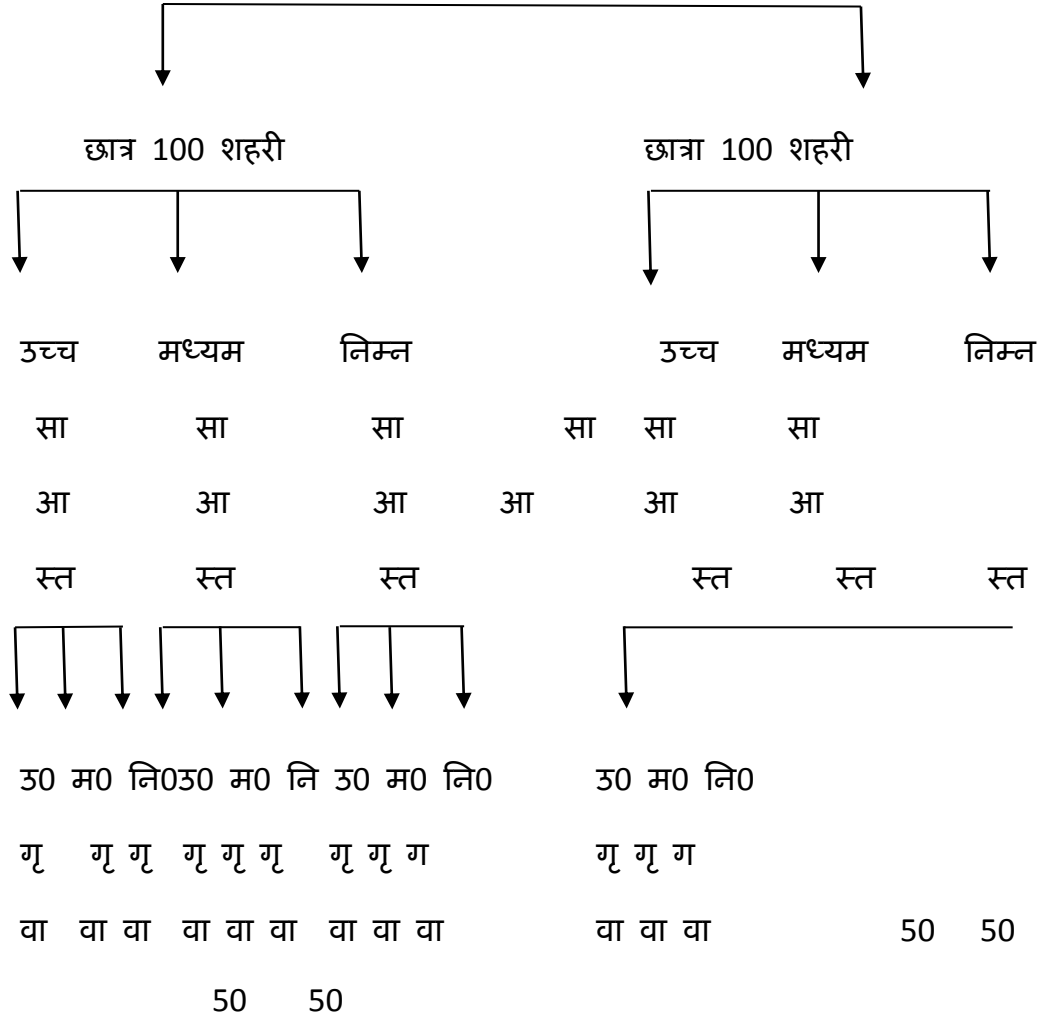 छात्र 100 शहरी छात्रा 100 शहरी
उच्च मध्यम निम्न उच्च मध्यम निम्न
सा सा सा सा सा सा
आ आ आ आ आ आ
स्त स्त स्त स्त स्त स्त
उ0 म0 नि0उ0 म0 नि उ0 म0 नि0 उ0 म0 नि0
गृ गृ गृ गृ गृ गृ गृ गृ ग गृ गृ ग
वा वा वा वा वा वा वा वा वा वा वा वा 50 50
50 50